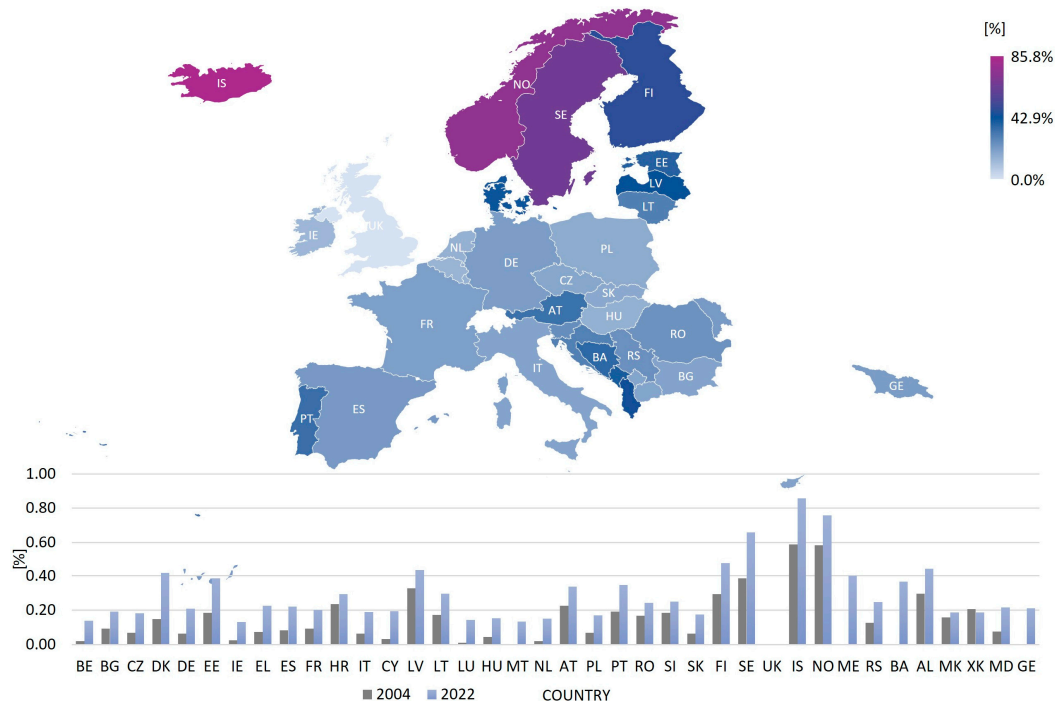 [%]
85.8%
42.9%
0.0%
IS
NO
SE
FI
EE
LV
LT
IE
UK
NL
DE
PL
CZ
SK
AT
HU
FR
RO
BA
RS
IT
BG
PT
ES
GE
1.00
0.80
0.60
0.40
0.20
0.00
[%]
BE BG CZ DK DE EE IE EL ES FR HR IT CY LV LT LU HU MT NL AT PL PT RO SI SK FI SE UK IS NO ME RS BA AL MK XK MD GE
2004 2022 COUNTRY